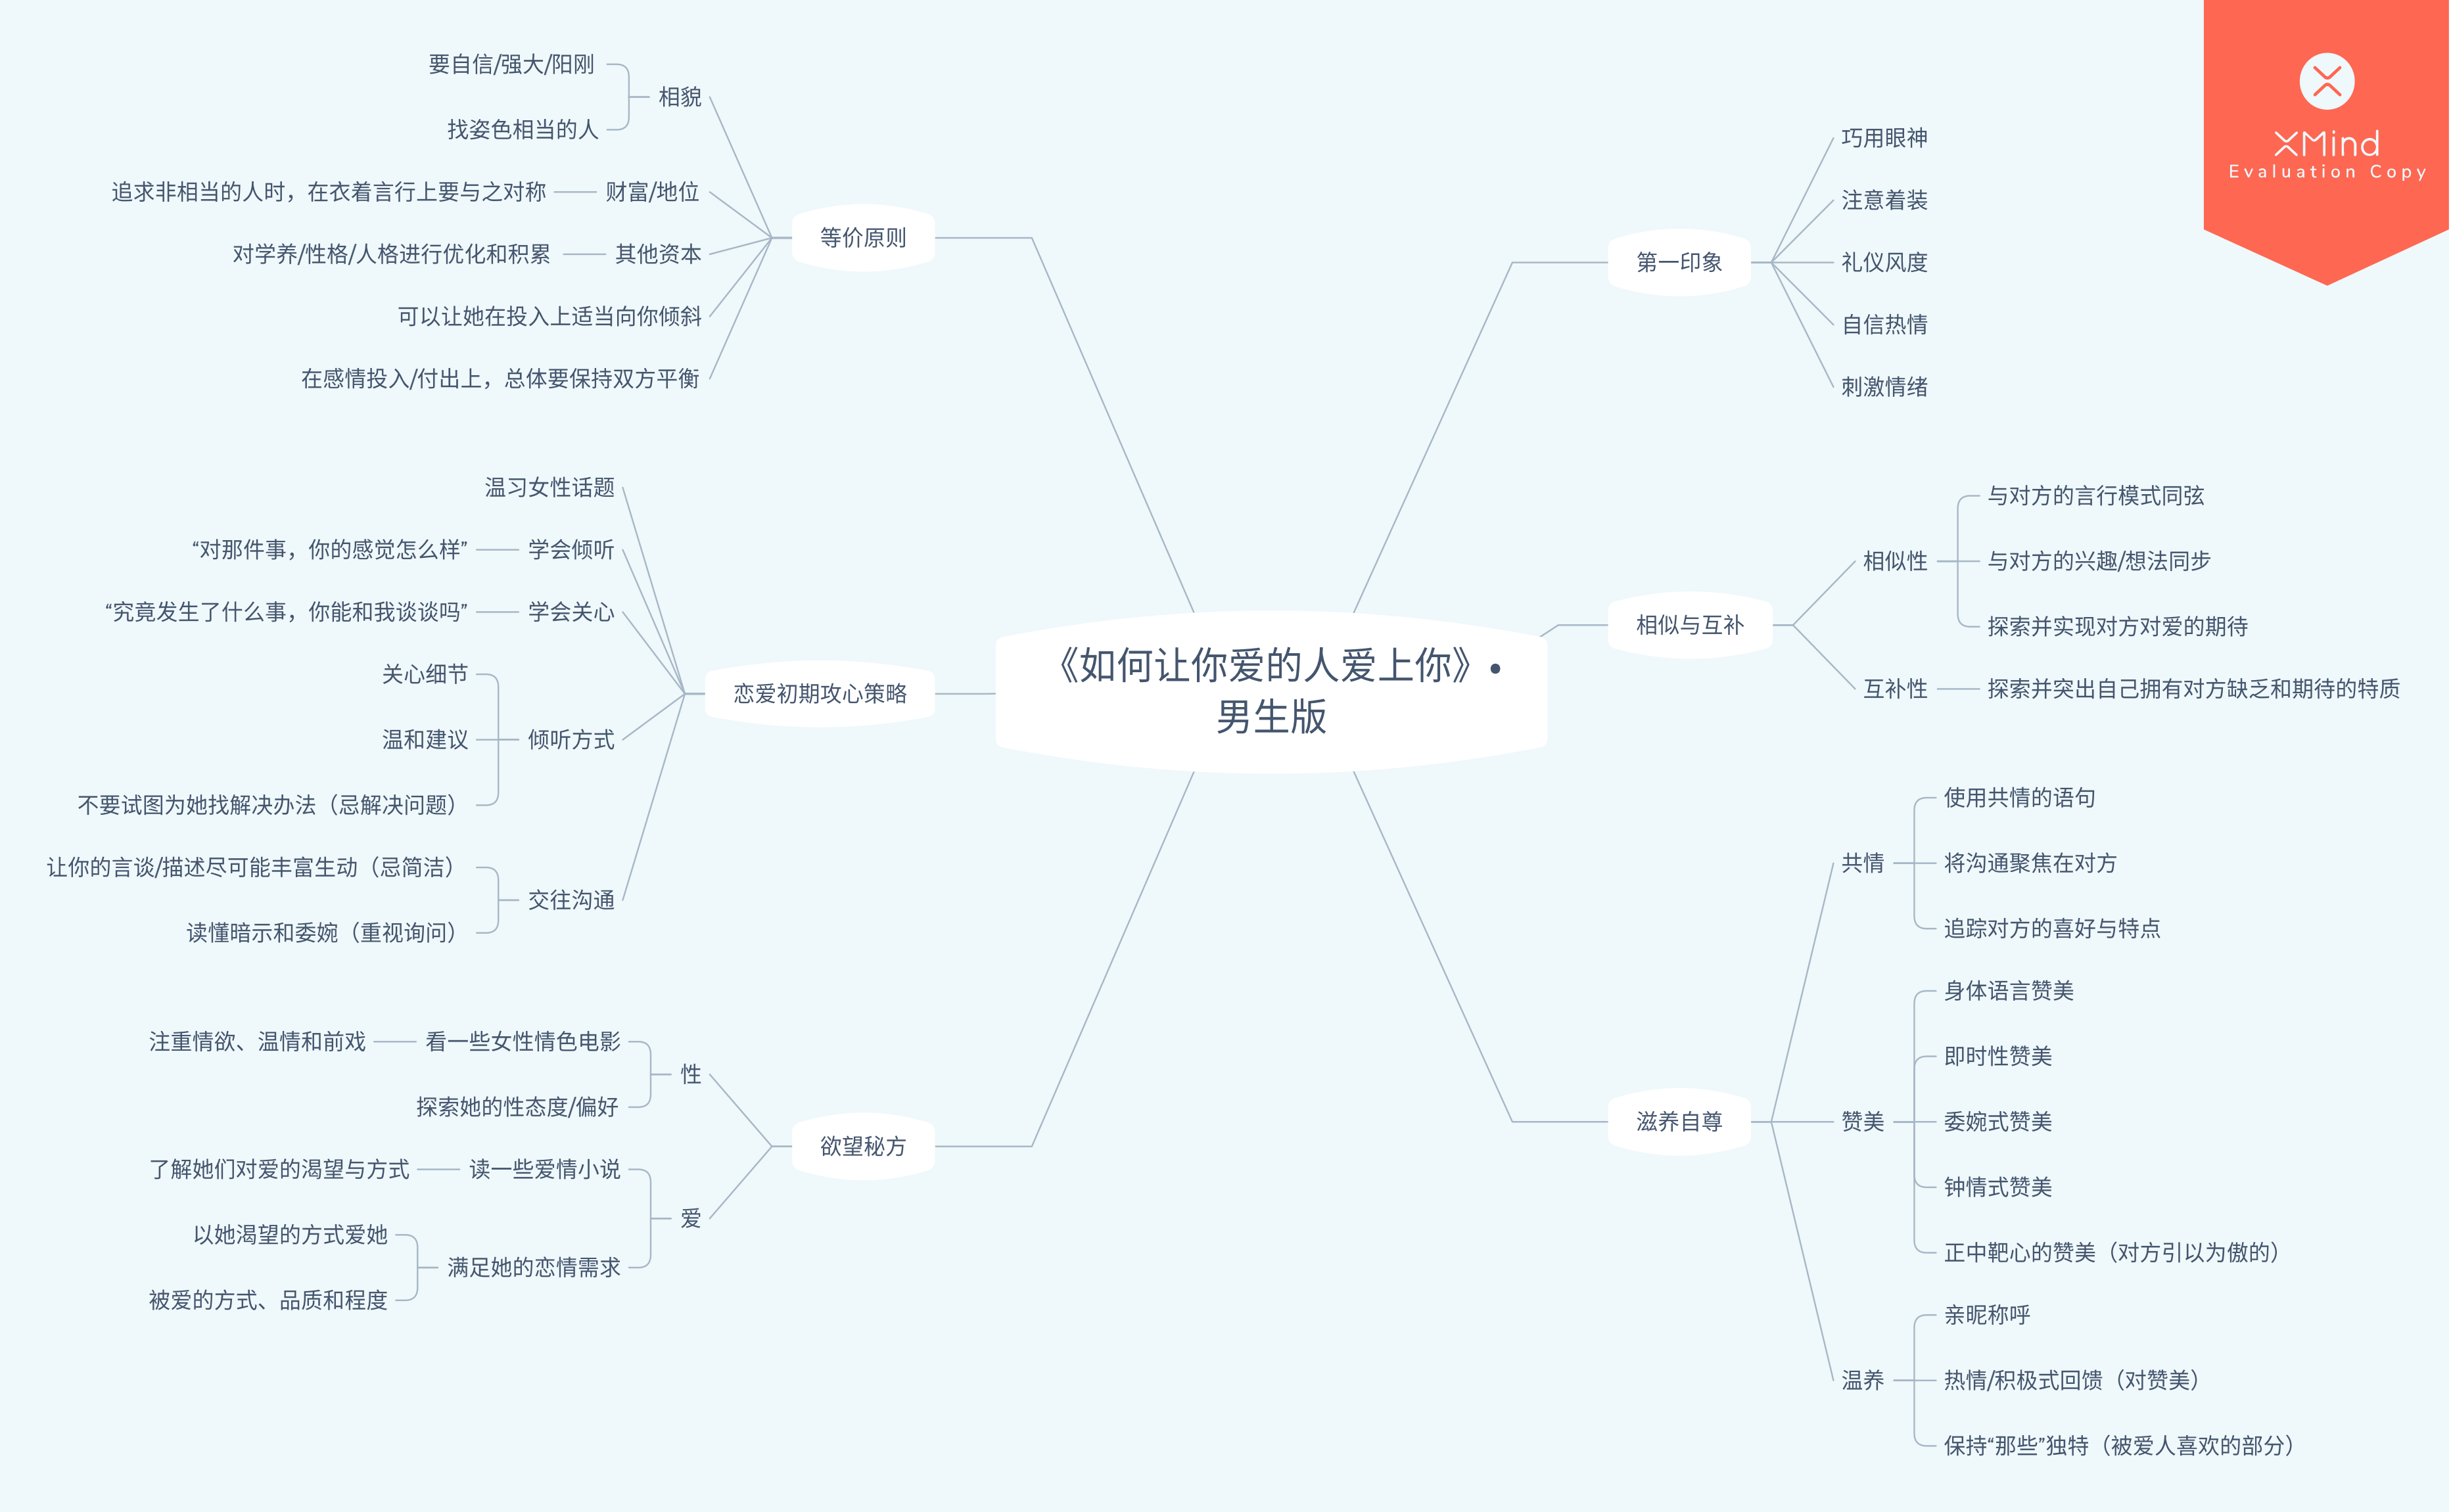 《如何让你爱的人爱上你》•
男生版
第一印象
巧用眼神
注意着装
礼仪风度
自信热情
刺激情绪
相似与互补
相似性
与对方的言行模式同弦
与对方的兴趣/想法同步
探索并实现对方对爱的期待
互补性
探索并突出自己拥有对方缺乏和期待的特质
滋养自尊
共情
使用共情的语句
将沟通聚焦在对方
追踪对方的喜好与特点
赞美
身体语言赞美
即时性赞美
委婉式赞美
钟情式赞美
正中靶心的赞美（对方引以为傲的）
温养
亲昵称呼
热情/积极式回馈（对赞美）
保持“那些”独特（被爱人喜欢的部分）
等价原则
相貌
要自信/强大/阳刚
找姿色相当的人
财富/地位
追求非相当的人时，在衣着言行上要与之对称
其他资本
对学养/性格/人格进行优化和积累
可以让她在投入上适当向你倾斜
在感情投入/付出上，总体要保持双方平衡
恋爱初期攻心策略
温习女性话题
学会倾听
“对那件事，你的感觉怎么样”
学会关心
“究竟发生了什么事，你能和我谈谈吗”
倾听方式
关心细节
温和建议
不要试图为她找解决办法（忌解决问题）
交往沟通
让你的言谈/描述尽可能丰富生动（忌简洁）
读懂暗示和委婉（重视询问）
欲望秘方
性
看一些女性情色电影
注重情欲、温情和前戏
探索她的性态度/偏好
爱
读一些爱情小说
了解她们对爱的渴望与方式
满足她的恋情需求
以她渴望的方式爱她
被爱的方式、品质和程度
XMind
Evaluation Copy